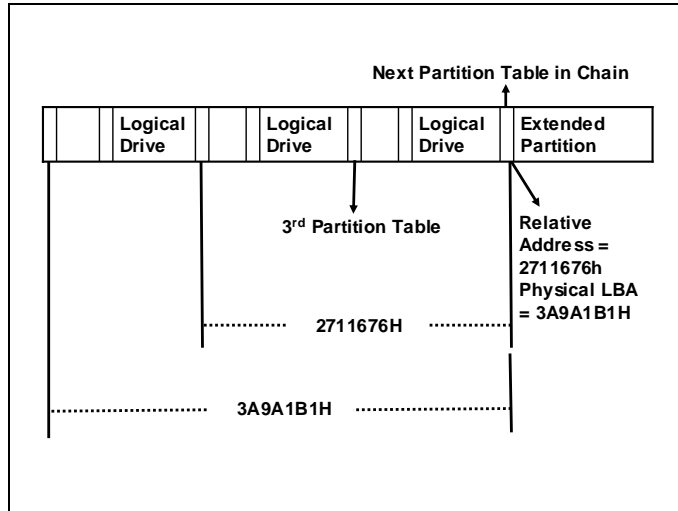 Next Partition Table in Chain
Logical
Drive
Logical
Drive
Logical
Drive
Extended
Partition
3rd Partition Table
Relative
Address =
2711676h
Physical LBA
= 3A9A1B1H
2711676H
3A9A1B1H